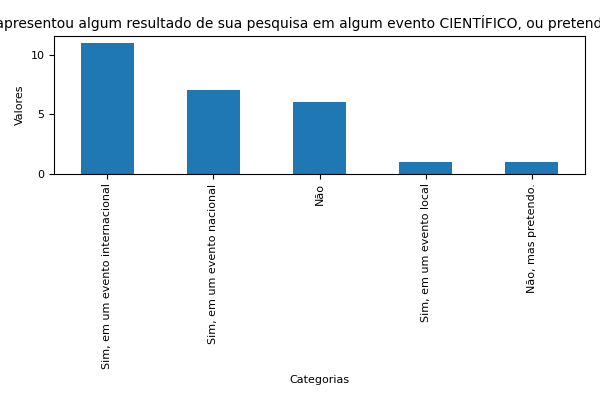 apresentou algum resultado de sua pesquisa em algum evento CIENTÍFICO, ou pretend
Valores
10
5
0
Sim, em um evento internacional
Sim, em um evento nacional
Não
Sim, em um evento local
Não, mas pretendo.
Categorias